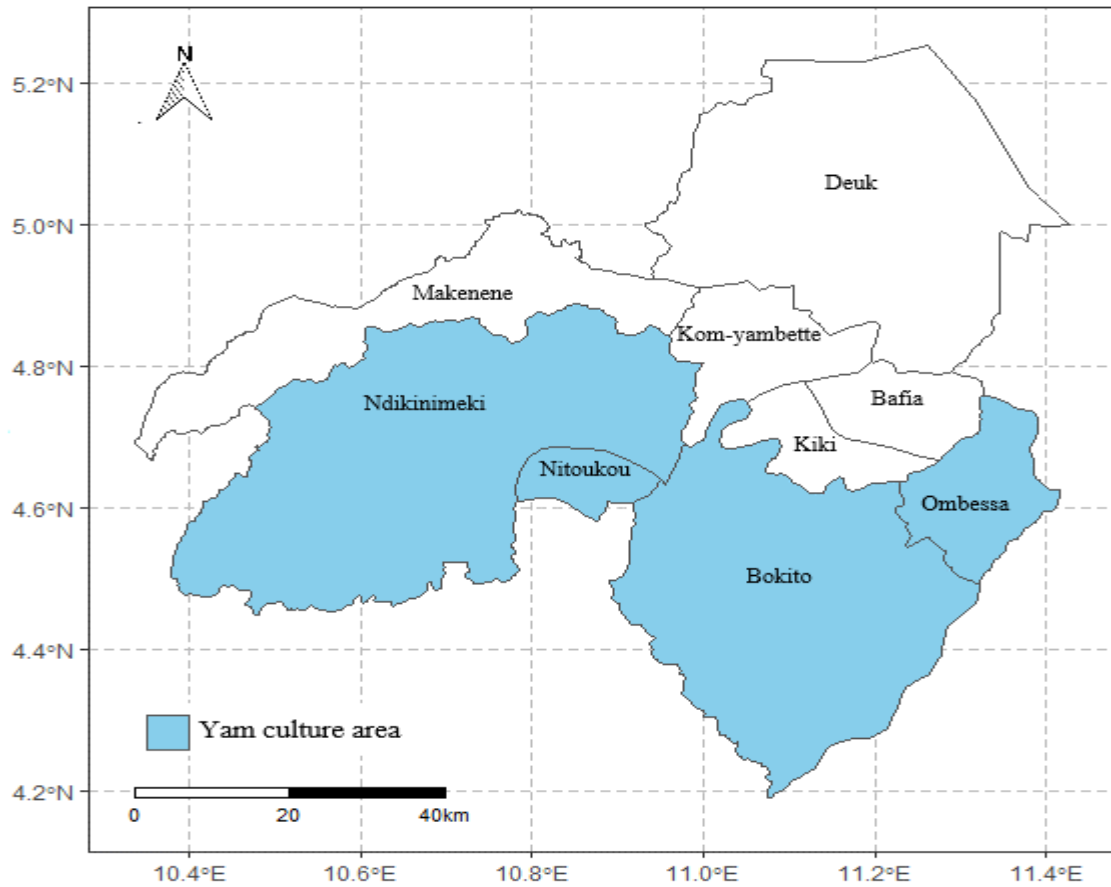 N
5.2°N
Deuk
5.0°N
Makenene
Kom-yambette
4.8°N
Ndikinimeki
Bafia
Kiki
Nitoukou
4.6°N
Ombessa
Bokito
4.4°N
Yam culture area
4.2°N
0 20 40km
10.4°E 10.6°E 10.8°E 11.0°E 11.2°E 11.4°E